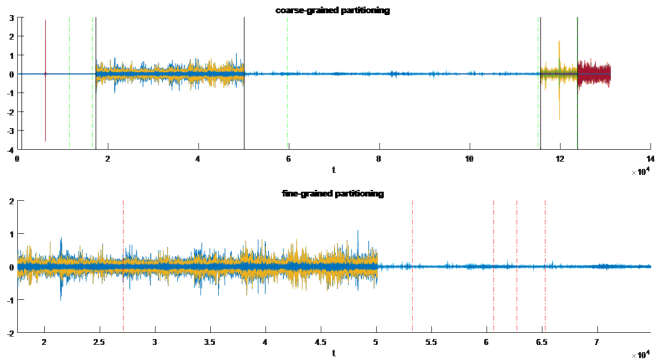 coarse-grained partitioning
3
2
1
0
-1
-2
-3
-4
0 2 4 6 8 10 12 14
t ×10⁴
fine-grained partitioning
2
1
0
-1
-2
2 2.5 3 3.5 4 4.5 5 5.5 6 6.5 7
t ×10⁴